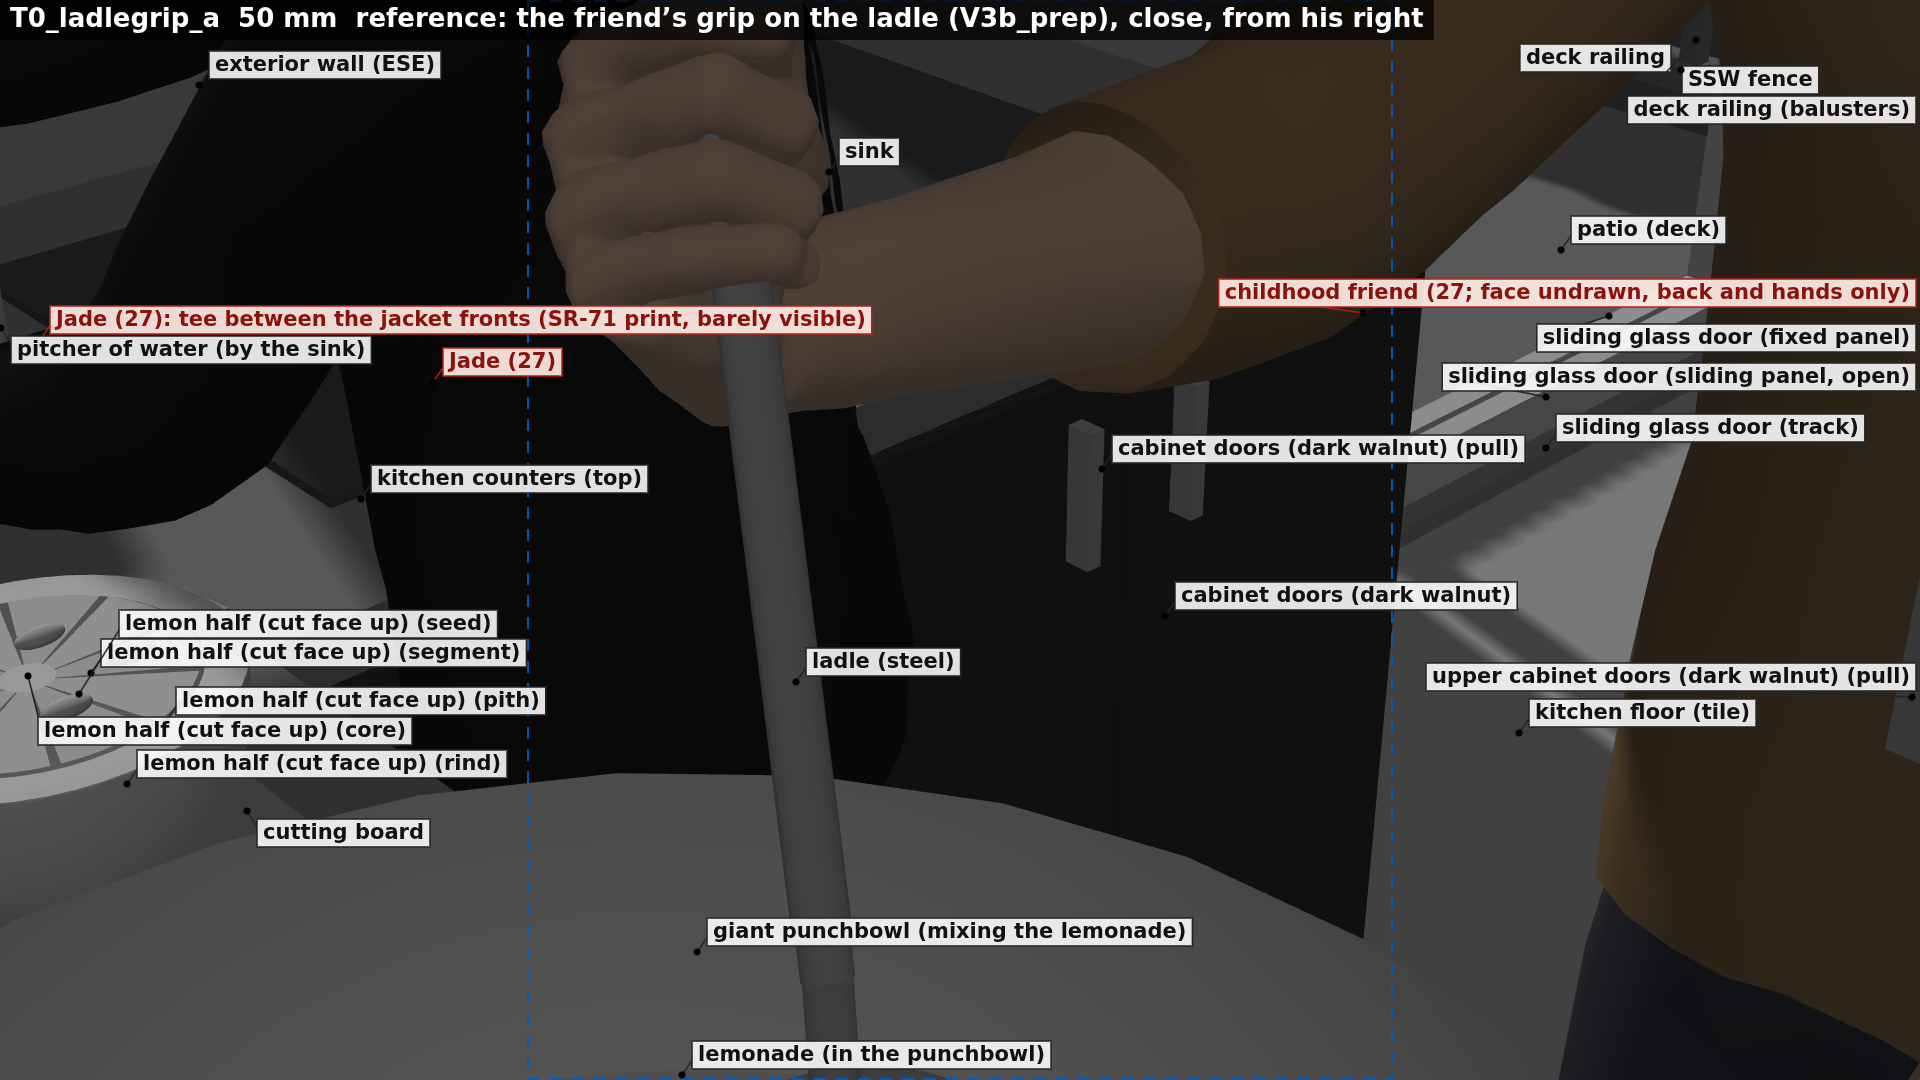 T0_ladlegrip_a  50 mm  reference: the friend’s grip on the ladle (V3b_prep), close, from his right
exterior wall (ESE)
deck railing
SSW fence
deck railing (balusters)
sink
patio (deck)
childhood friend (27; face undrawn, back and hands only)
Jade (27): tee between the jacket fronts (SR-71 print, barely visible)
sliding glass door (fixed panel)
pitcher of water (by the sink)
Jade (27)
sliding glass door (sliding panel, open)
sliding glass door (track)
cabinet doors (dark walnut) (pull)
kitchen counters (top)
cabinet doors (dark walnut)
lemon half (cut face up) (seed)
lemon half (cut face up) (segment)
ladle (steel)
upper cabinet doors (dark walnut) (pull)
lemon half (cut face up) (pith)
kitchen floor (tile)
lemon half (cut face up) (core)
lemon half (cut face up) (rind)
cutting board
giant punchbowl (mixing the lemonade)
lemonade (in the punchbowl)